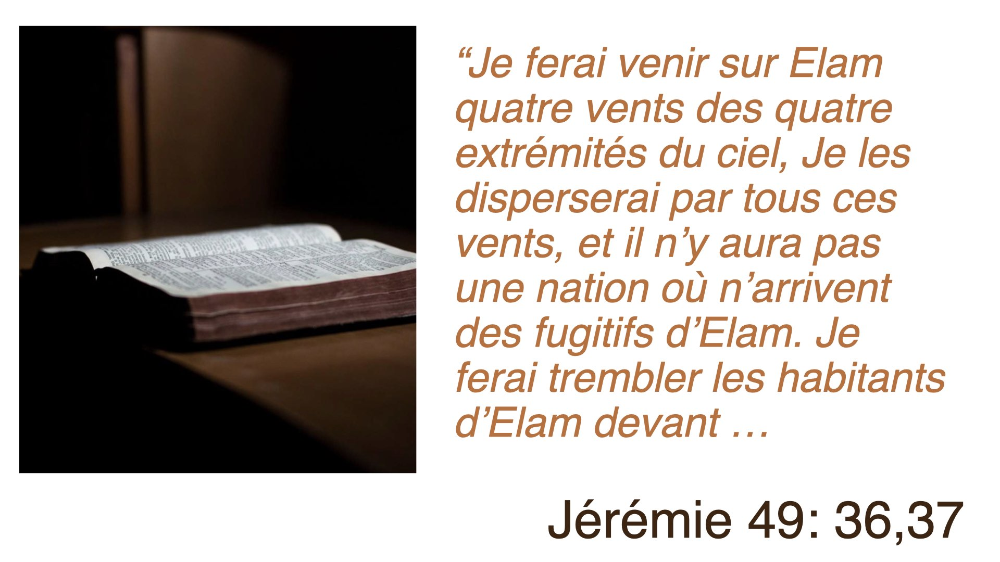 “Je ferai venir sur Elam
quatre vents des quatre
extrémités du ciel, Je les
disperserai par tous ces
vents, et il n’y aura pas
une nation où n’arrivent
des fugitifs d’Elam. Je
ferai trembler les habitants
d’Elam devant …
Jérémie 49: 36,37